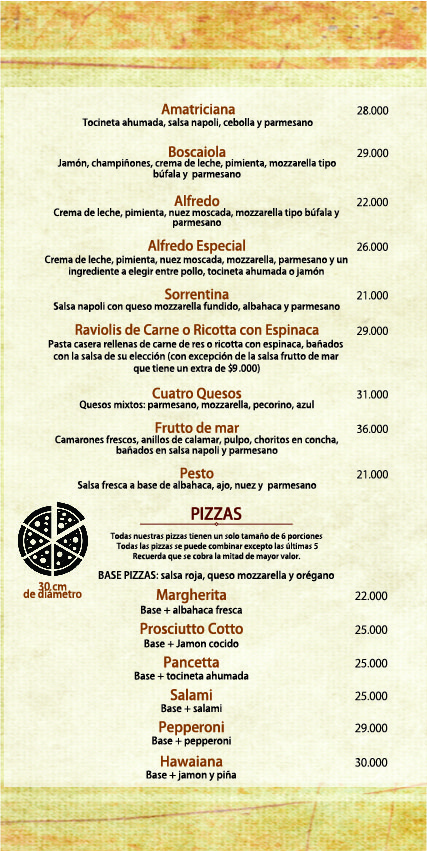 Amatriciana 28.000
Tocineta ahumada, salsa napoli, cebolla y parmesano
Boscaiola 29.000
Jamón, champiñones, crema de leche, pimienta, mozzarella tipo
búfala y parmesano
Alfredo 22.000
Crema de leche, pimienta, nuez moscada, mozzarella tipo búfala y
parmesano
Alfredo Especial 26.000
Crema de leche, pimienta, nuez moscada, mozzarella, parmesano y un
ingrediente a elegir entre pollo, tocineta ahumada o jamón
Sorrentina 21.000
Salsa napoli con queso mozzarella fundido, albahaca y parmesano
Raviolis de Carne o Ricotta con Espinaca 29.000
Pasta casera rellenas de carne de res o ricotta con espinaca, bañados
con la salsa de su elección (con excepción de la salsa frutto de mar
que tiene un extra de $9.000)
Cuatro Quesos 31.000
Quesos mixtos: parmesano, mozzarella, pecorino, azul
Frutto de mar 36.000
Camarones frescos, anillos de calamar, pulpo, choritos en concha,
bañados en salsa napoli y parmesano
Pesto 21.000
Salsa fresca a base de albahaca, ajo, nuez y parmesano
PIZZAS
Todas nuestras pizzas tienen un solo tamaño de 6 porciones
Todas las pizzas se puede combinar excepto las últimas 5
Recuerda que se cobra la mitad de mayor valor.
30 cm
de diámetro
BASE PIZZAS: salsa roja, queso mozzarella y orégano
Margherita 22.000
Base + albahaca fresca
Prosciutto Cotto 25.000
Base + Jamon cocido
Pancetta 25.000
Base + tocineta ahumada
Salami 25.000
Base + salami
Pepperoni 29.000
Base + pepperoni
Hawaiana 30.000
Base + jamon y piña